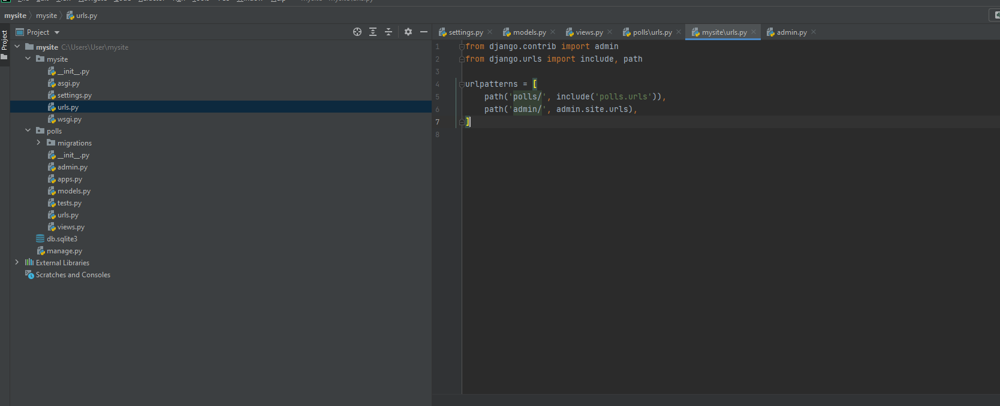 mysite mysite urls.py
Project
Project
mysite C:\Users\User\mysite
mysite
__init__.py
asgi.py
settings.py
urls.py
wsgi.py
polls
migrations
__init__.py
admin.py
apps.py
models.py
tests.py
urls.py
views.py
db.sqlite3
manage.py
External Libraries
Scratches and Consoles
settings.py models.py views.py polls\urls.py mysite\urls.py admin.py
1 from django.contrib import admin
2 from django.urls import include, path
3
4 urlpatterns = [
5 path('polls/', include('polls.urls')),
6 path('admin/', admin.site.urls),
7 ]
8